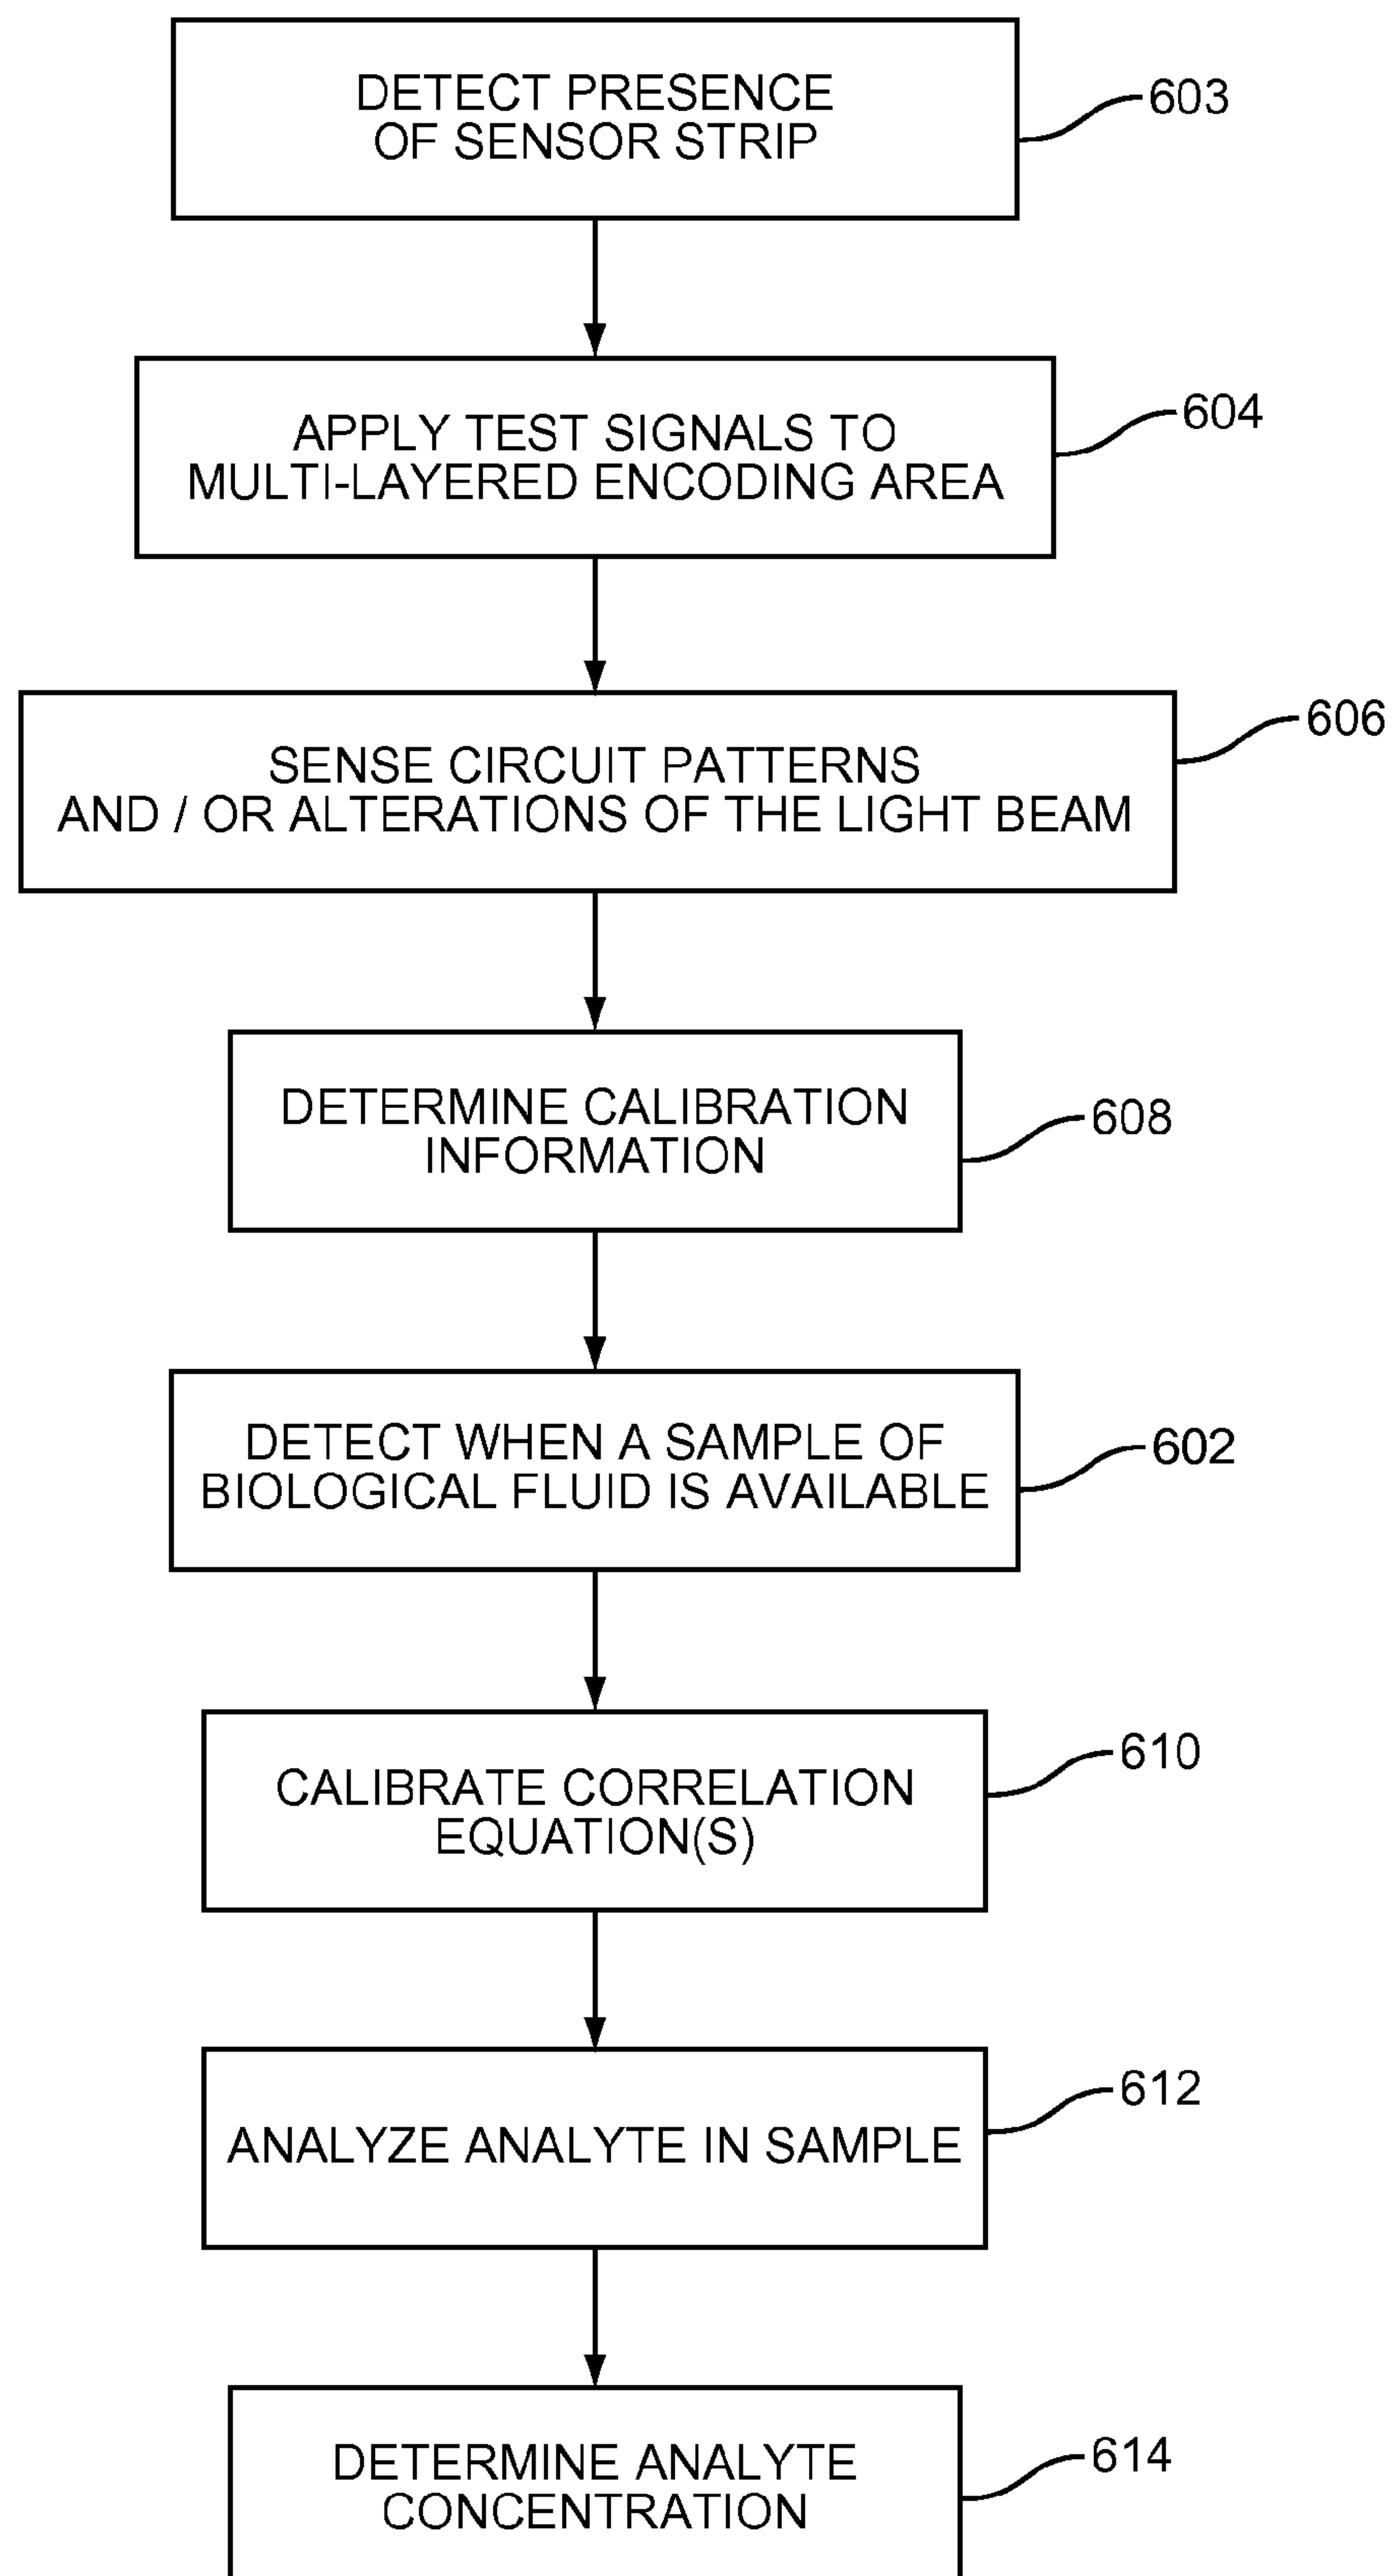 DETECT PRESENCE
OF SENSOR STRIP
603
APPLY TEST SIGNALS TO
MULTI-LAYERED ENCODING AREA
604
SENSE CIRCUIT PATTERNS
AND / OR ALTERATIONS OF THE LIGHT BEAM
606
DETERMINE CALIBRATION
INFORMATION
608
DETECT WHEN A SAMPLE OF
BIOLOGICAL FLUID IS AVAILABLE
602
CALIBRATE CORRELATION
EQUATION(S)
610
ANALYZE ANALYTE IN SAMPLE
612
DETERMINE ANALYTE
CONCENTRATION
614